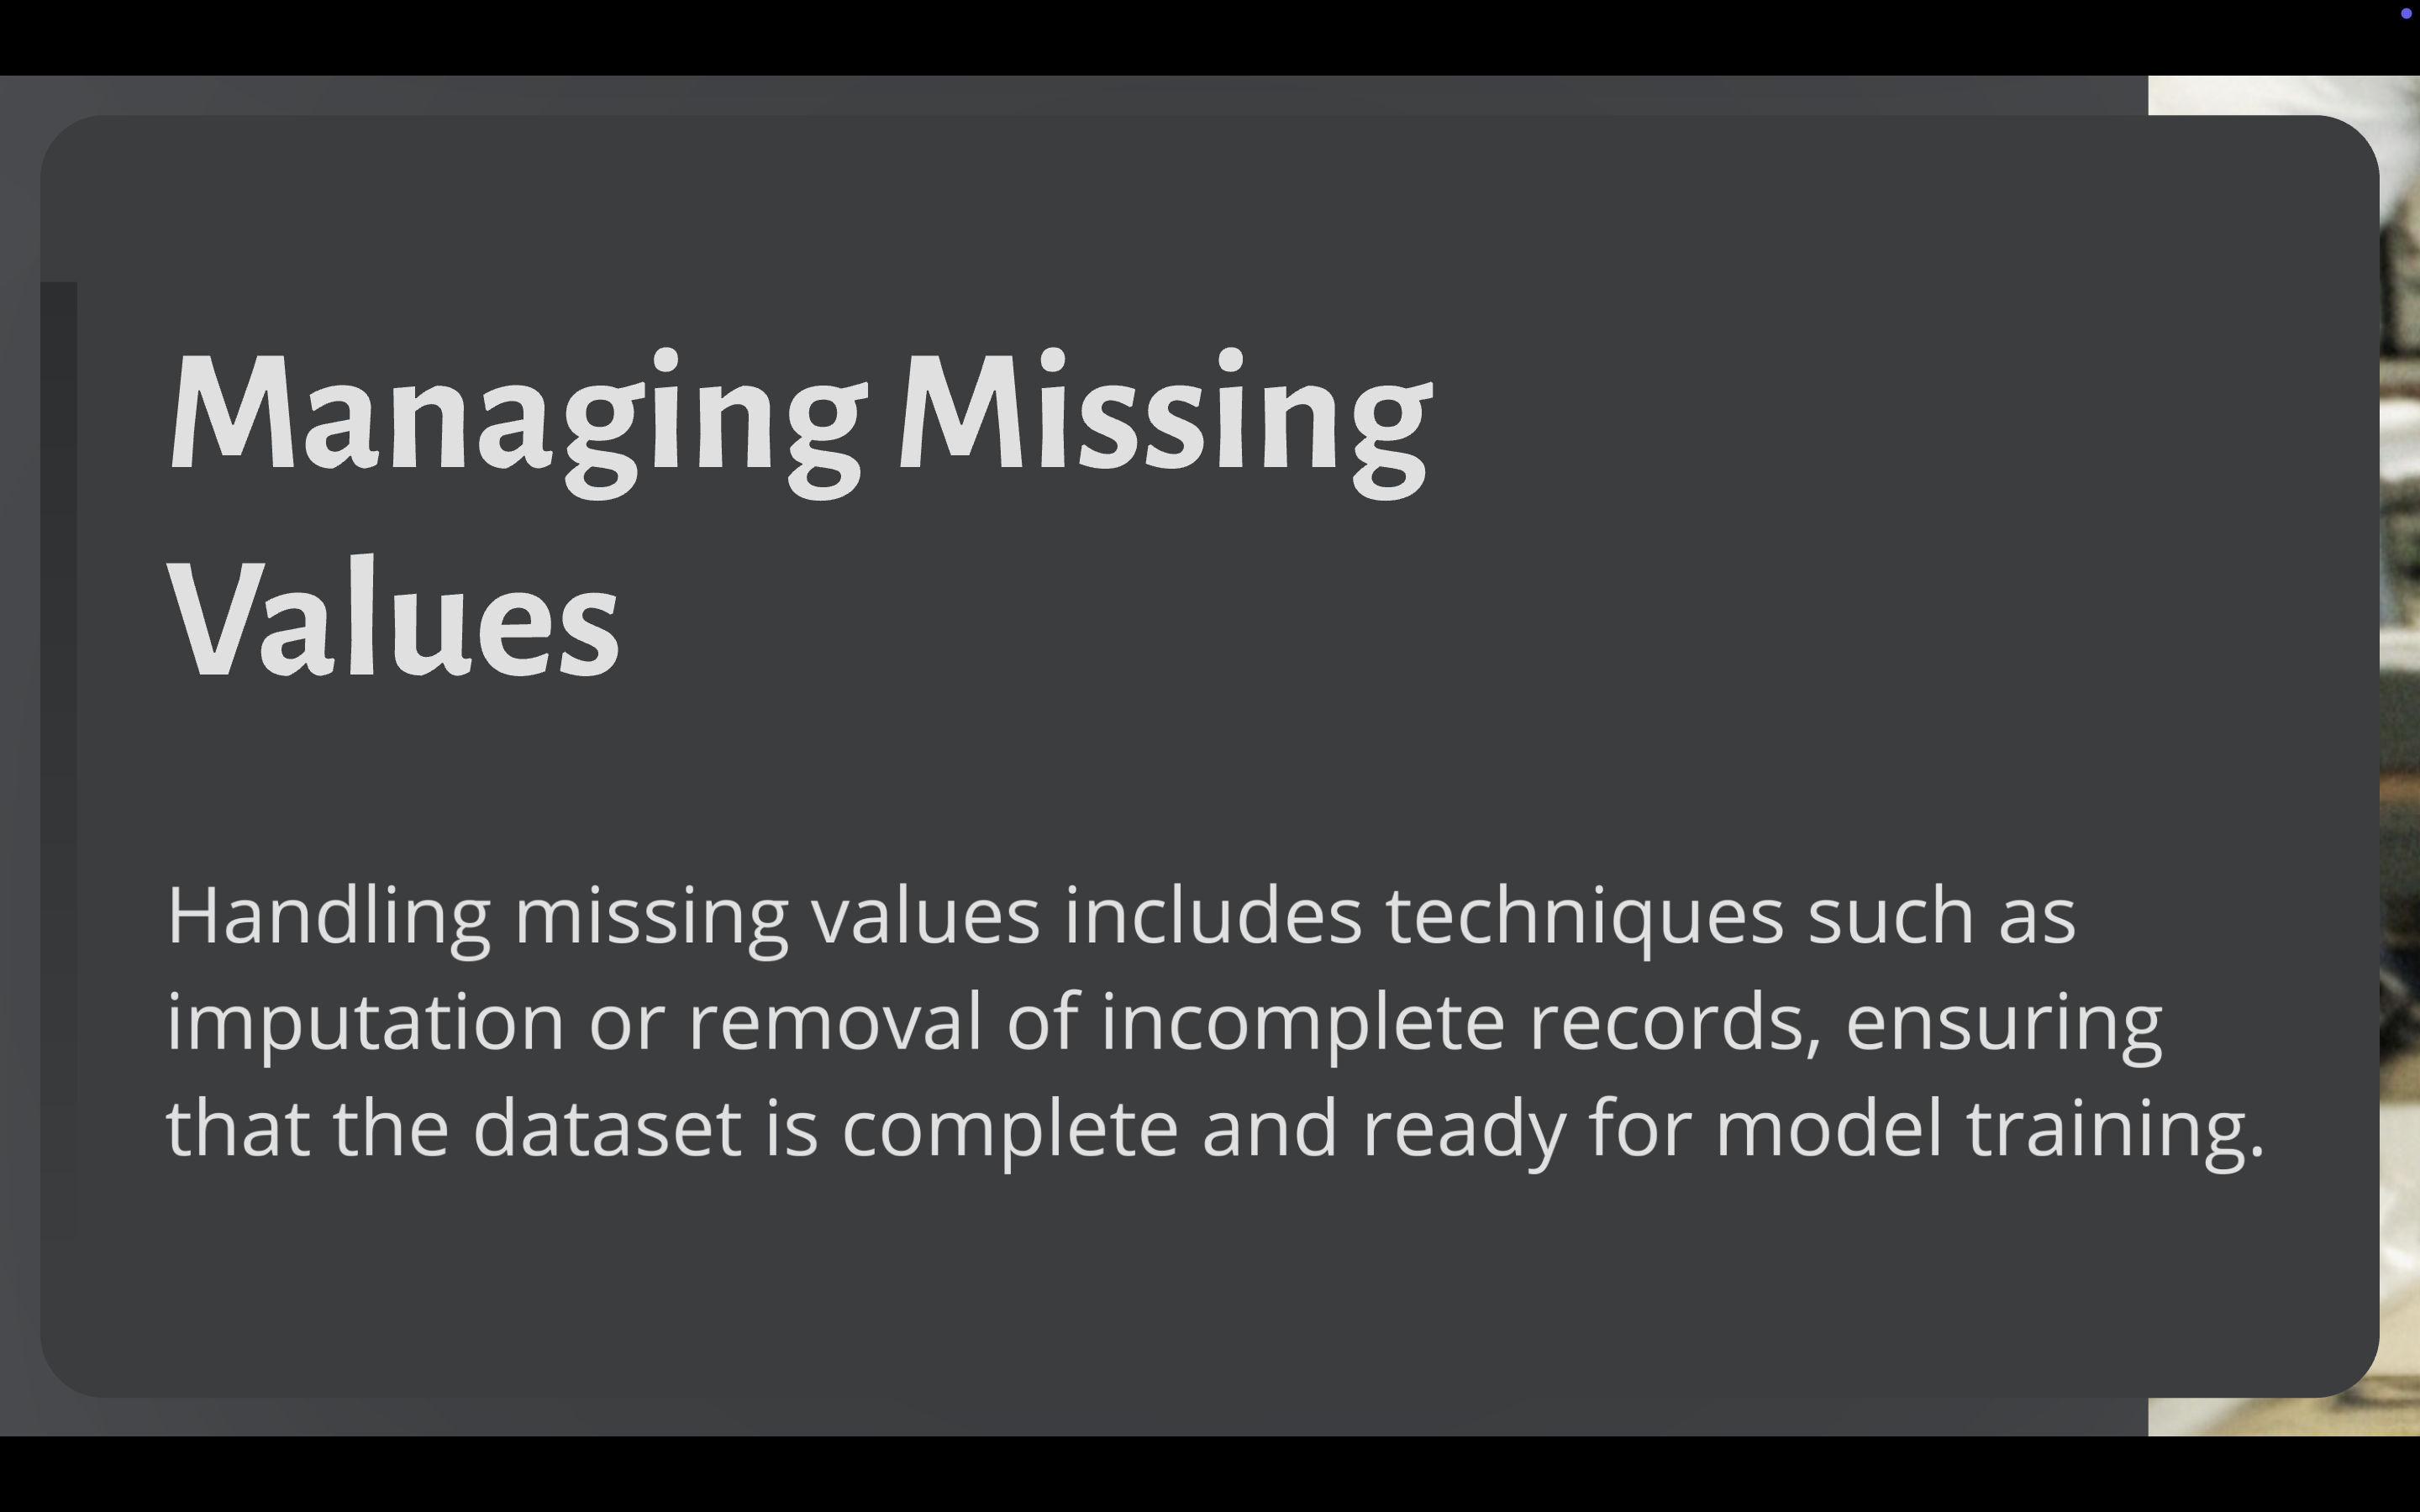 Managing Missing
Values
Handling missing values includes techniques such as
imputation or removal of incomplete records, ensuring
that the dataset is complete and ready for model training.